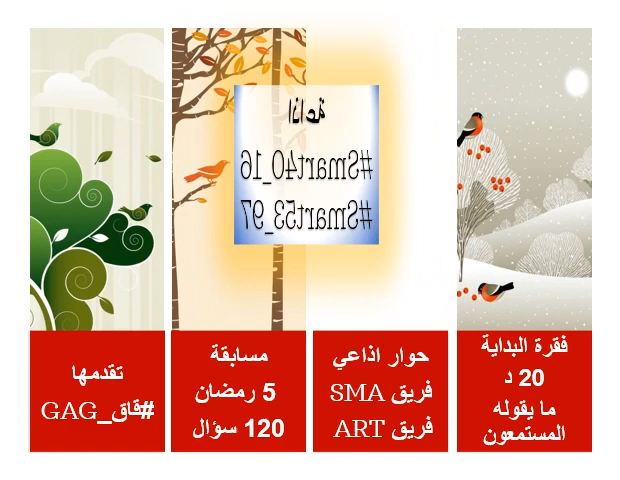 اذاعة
#Smart40_16
#Smart53_97
فقرة البداية
20 د
ما يقوله
المستمعون
حوار اذاعي
فريق SMA
فريق ART
مسابقة
5 رمضان
120 سؤال
تقدمها
#قاق_GAG